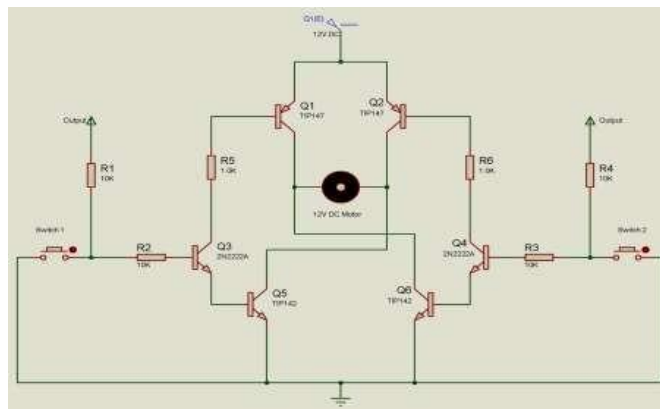 Q1(E)
12V DC
Q1
TIP147
Q2
TIP147
Output
Output
R1
10K
R5
1.0K
R6
1.0K
R4
10K
12V DC Motor
Switch 1
Switch 2
R2
10K
Q3
2N2222A
Q4
2N2222A
R3
10K
Q5
TIP142
Q6
TIP142